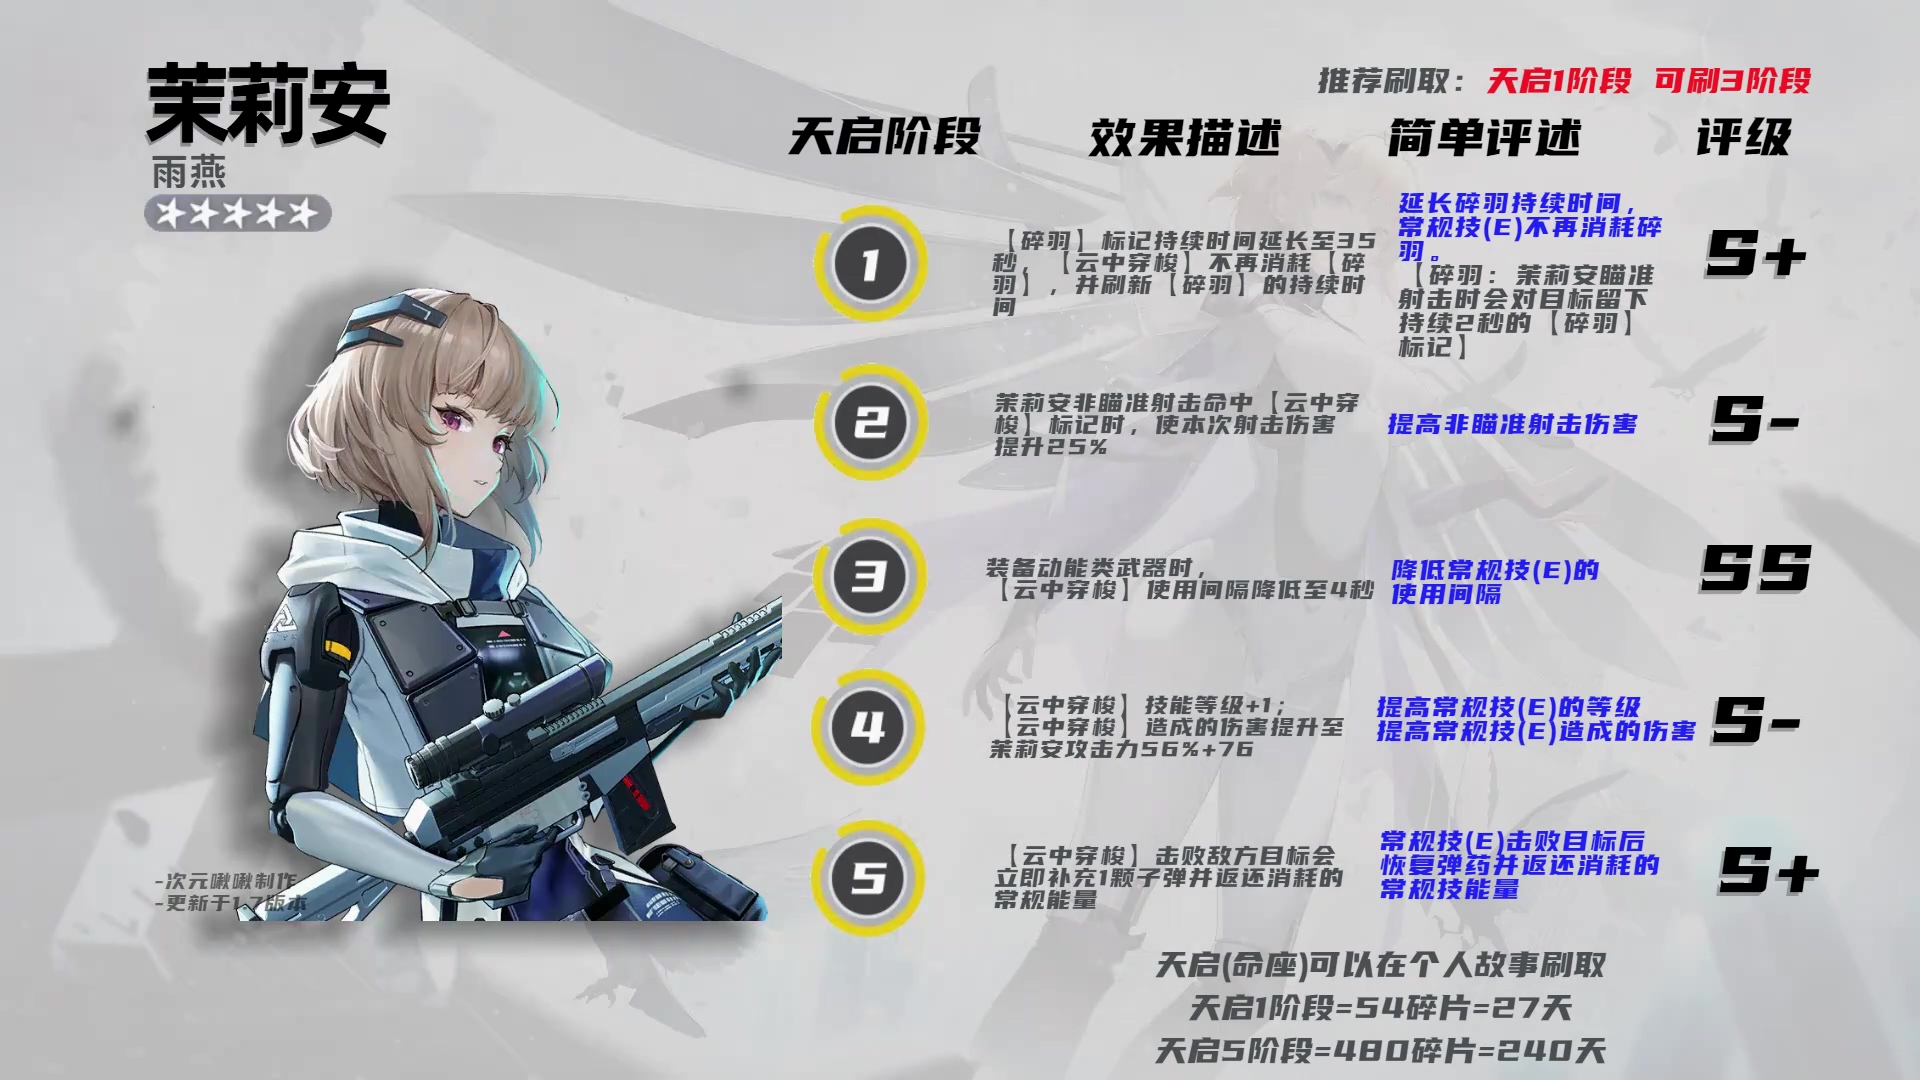 茉莉安
雨燕
推荐刷取：天启1阶段 可刷3阶段
天启阶段 效果描述 简单评述 评级
1
【碎羽】标记持续时间延长至35
秒，【云中穿梭】不再消耗【碎
羽】，并刷新【碎羽】的持续时
间
延长碎羽持续时间，
常规技(E)不再消耗碎
羽。
【碎羽：茉莉安瞄准
射击时会对目标留下
持续2秒的【碎羽】
标记】
S+
2
茉莉安非瞄准射击命中【云中穿
梭】标记时，使本次射击伤害
提升25%
提高非瞄准射击伤害
S-
3
装备动能类武器时，
【云中穿梭】使用间隔降低至4秒
降低常规技(E)的
使用间隔
SS
4
【云中穿梭】技能等级+1；
【云中穿梭】造成的伤害提升至
茉莉安攻击力56%+76
提高常规技(E)的等级
提高常规技(E)造成的伤害
S-
5
【云中穿梭】击败敌方目标会
立即补充1颗子弹并返还消耗的
常规能量
常规技(E)击败目标后
恢复弹药并返还消耗的
常规技能量
S+
-次元啾啾制作
-更新于1.7版本
天启(命座)可以在个人故事刷取
天启1阶段=54碎片=27天
天启5阶段=480碎片=240天